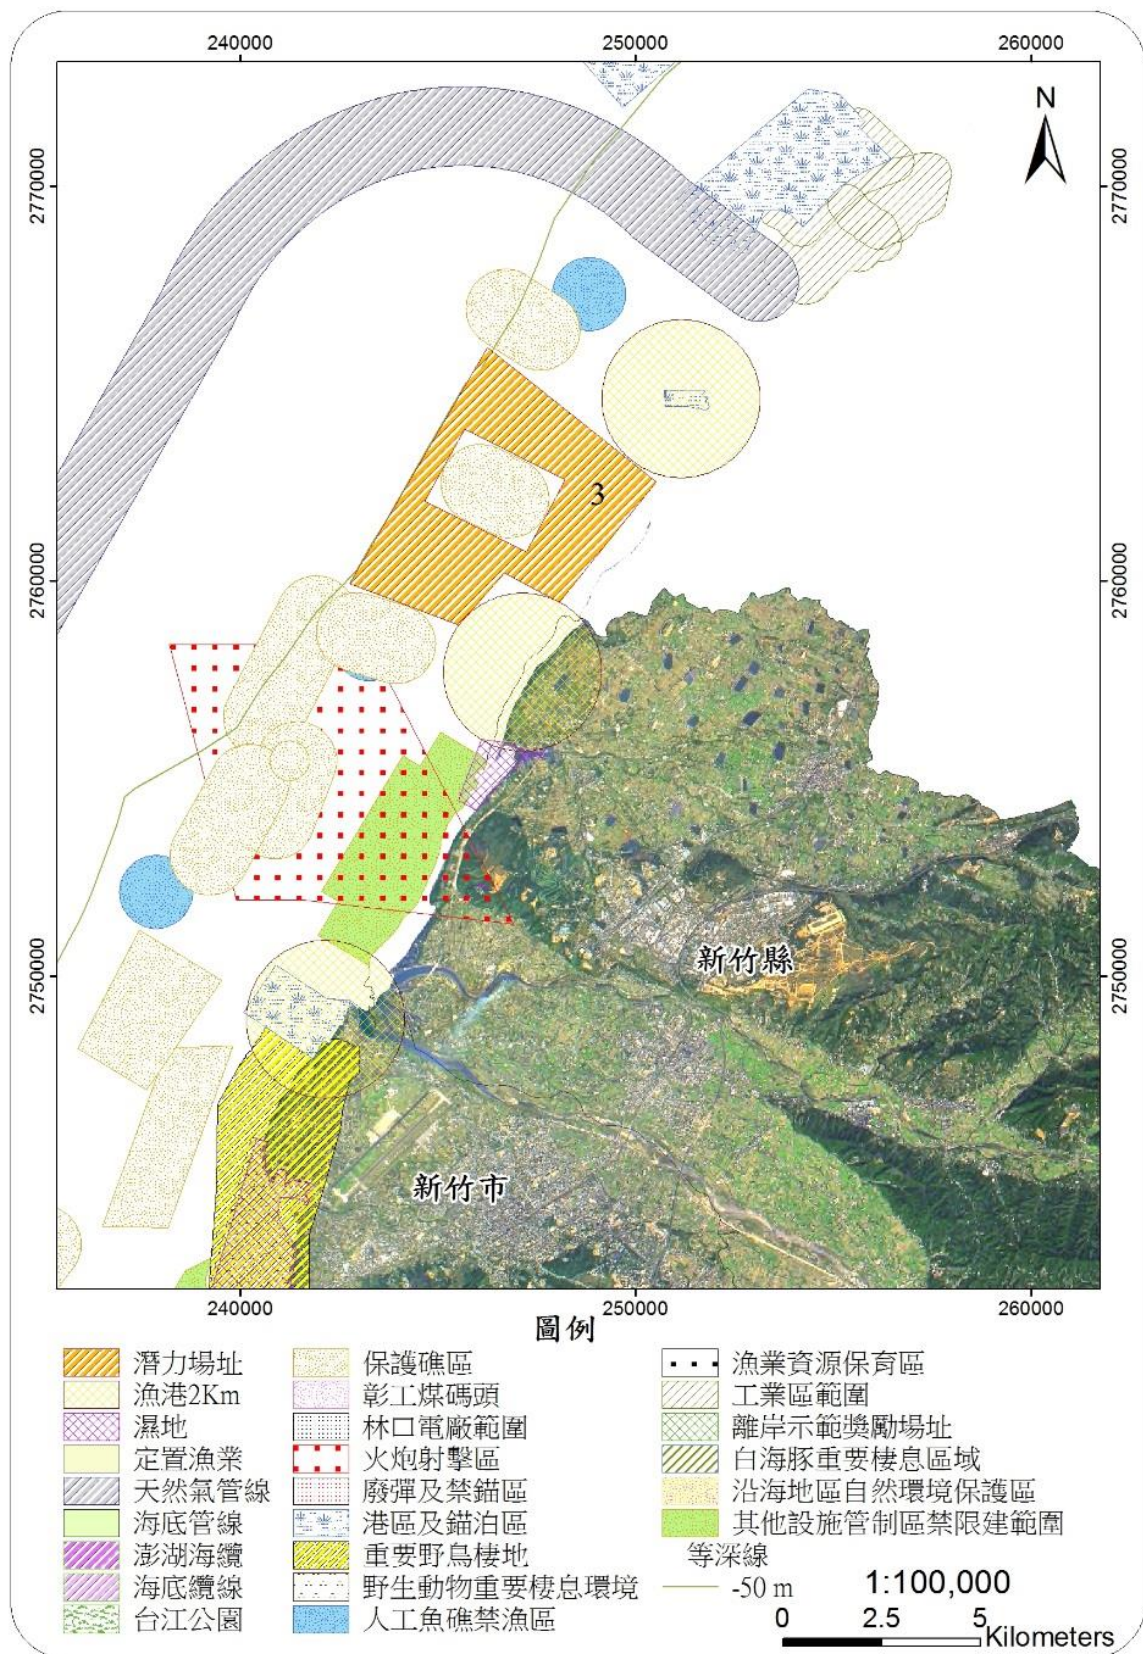 240000 250000 260000
N
2770000 2770000
3
2760000 2760000
新竹縣
2750000 2750000
新竹市
240000 250000 260000
圖例
潛力場址
漁港2Km
濕地
定置漁業
天然氣管線
海底管線
澎湖海纜
海底纜線
台江公園
保護礁區
彰工煤碼頭
林口電廠範圍
火炮射擊區
廢彈及禁錨區
港區及錨泊區
重要野鳥棲地
野生動物重要棲息環境
人工魚礁禁漁區
漁業資源保育區
工業區範圍
離岸示範獎勵場址
白海豚重要棲息區域
沿海地區自然環境保護區
其他設施管制區禁限建範圍
等深線
-50 m
1:100,000
0 2.5 5
Kilometers